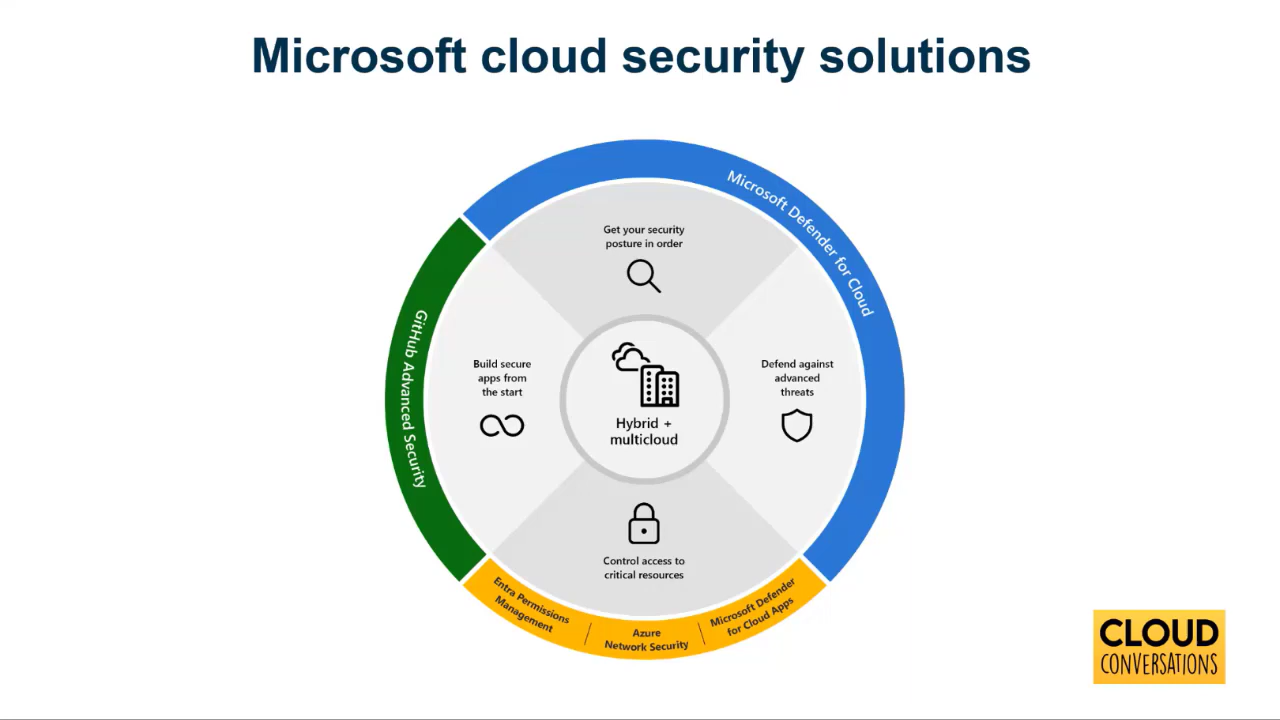 Microsoft cloud security solutions
Microsoft Defender for Cloud
Get your security
posture in order
GitHub Advanced Security
Build secure
apps from
the start
Hybrid +
multicloud
Defend against
advanced
threats
Control access to
critical resources
Entra Permissions
Management
Azure
Network Security
Microsoft Defender
for Cloud Apps
CLOUD
CONVERSATIONS